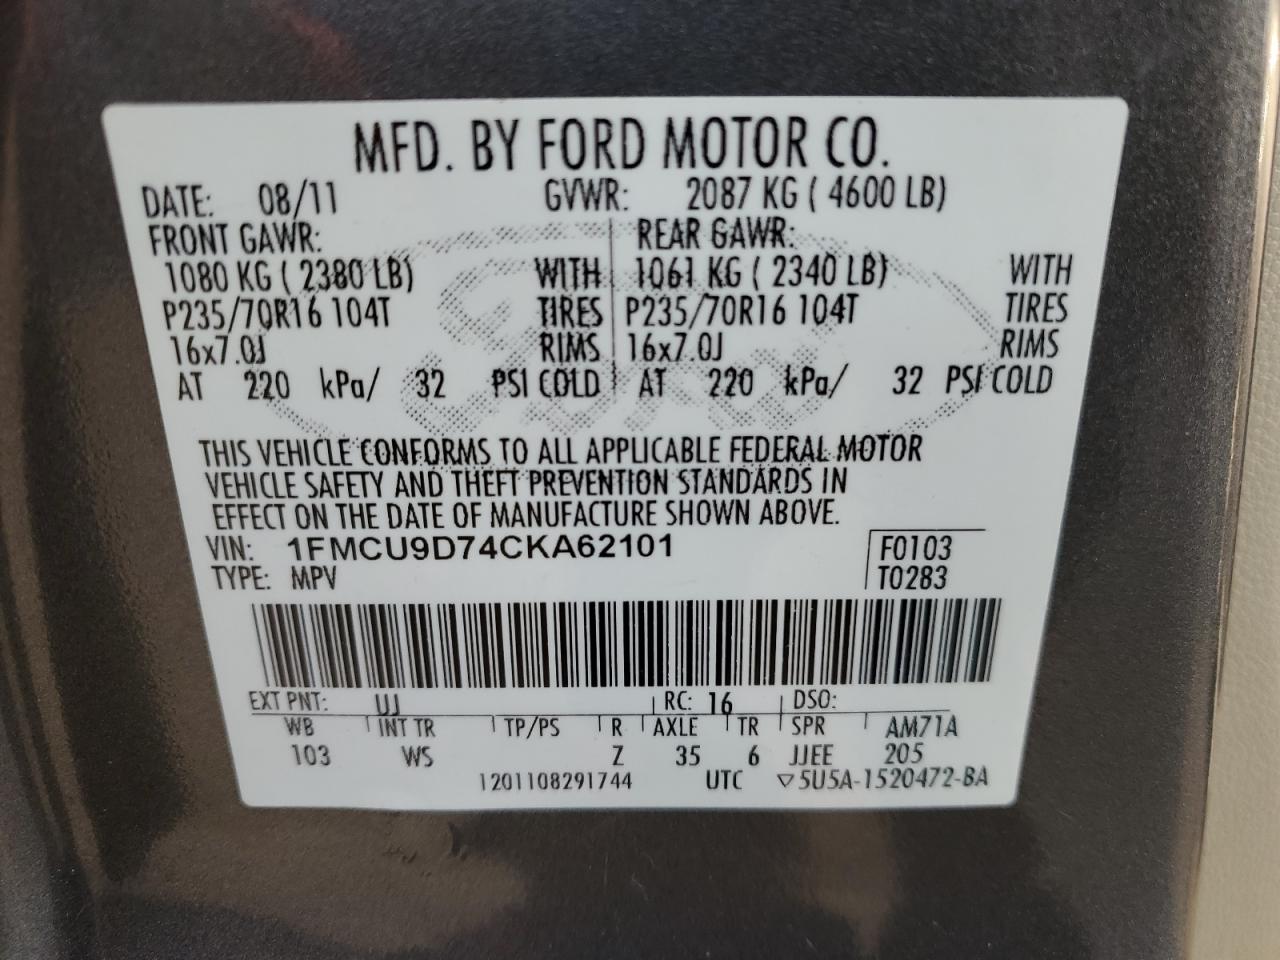 MFD. BY FORD MOTOR CO.
DATE: 08/11 GVWR: 2087 KG ( 4600 LB)
FRONT GAWR: REAR GAWR:
1080 KG ( 2380 LB) WITH 1061 KG ( 2340 LB) WITH
P235/70R16 104T TIRES P235/70R16 104T TIRES
16x7.0J RIMS 16x7.0J RIMS
AT 220 kPa/ 32 PSI COLD AT 220 kPa/ 32 PSI COLD
Ford
THIS VEHICLE CONFORMS TO ALL APPLICABLE FEDERAL MOTOR
VEHICLE SAFETY AND THEFT PREVENTION STANDARDS IN
EFFECT ON THE DATE OF MANUFACTURE SHOWN ABOVE.
VIN: 1FMCU9D74CKA62101 F0103
TYPE: MPV T0283
EXT PNT: UJ RC: 16 DSO:
WB INT TR TP/PS R AXLE TR SPR AM71A
103 WS Z 35 6 JJEE 205
1201108291744 UTC ▽5U5A-1520472-BA